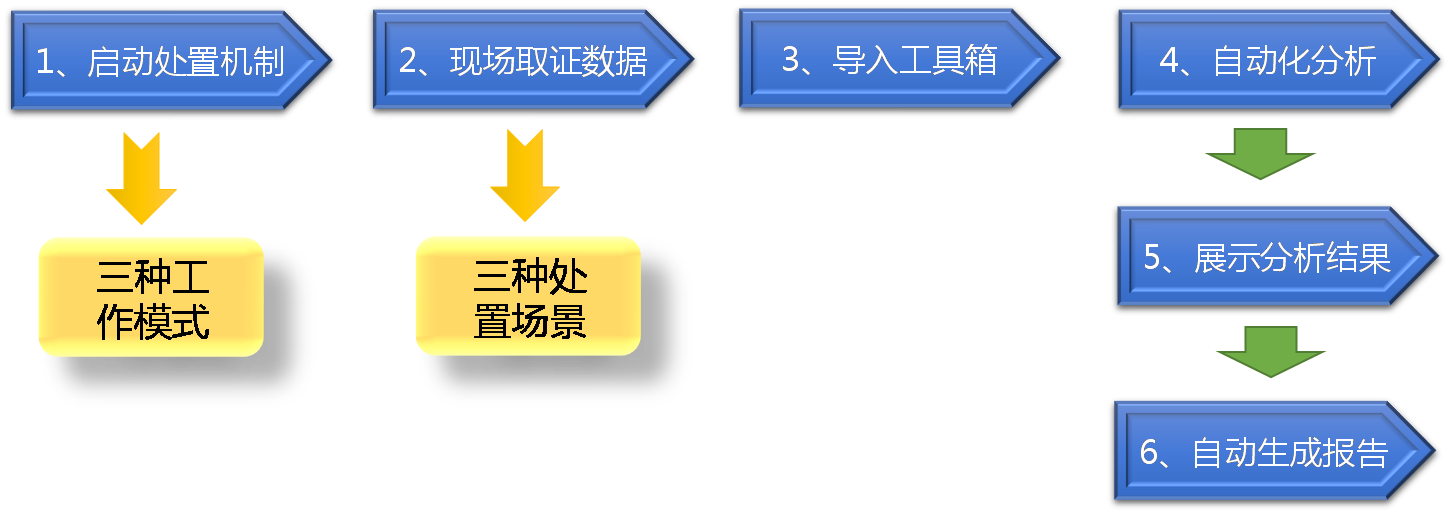 1、启动处置机制
2、现场取证数据
3、导入工具箱
4、自动化分析
三种工
作模式
三种处
置场景
5、展示分析结果
6、自动生成报告